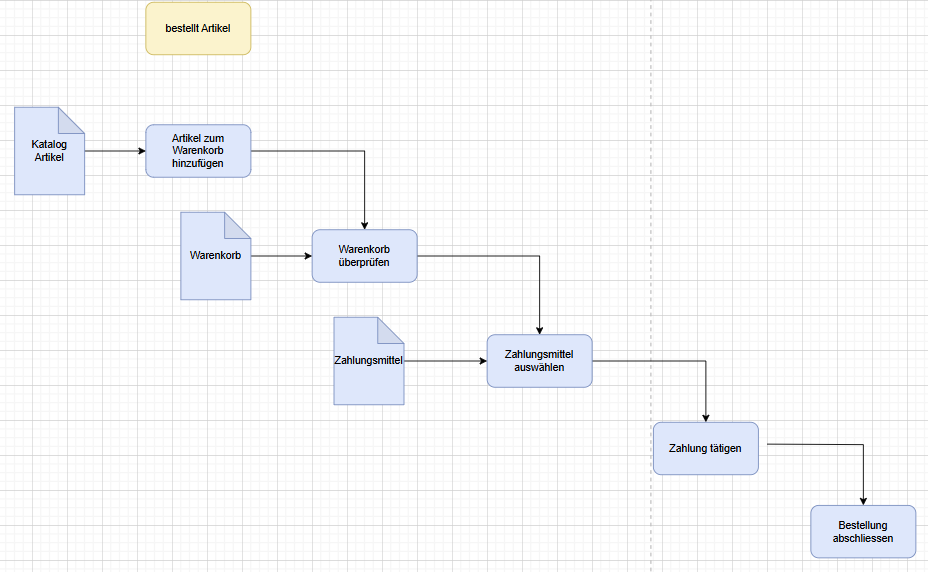 bestellt Artikel
Katalog
Artikel
Artikel zum
Warenkorb
hinzufügen
Warenkorb
Warenkorb
überprüfen
Zahlungsmittel
Zahlungsmittel
auswählen
Zahlung tätigen
Bestellung
abschliessen